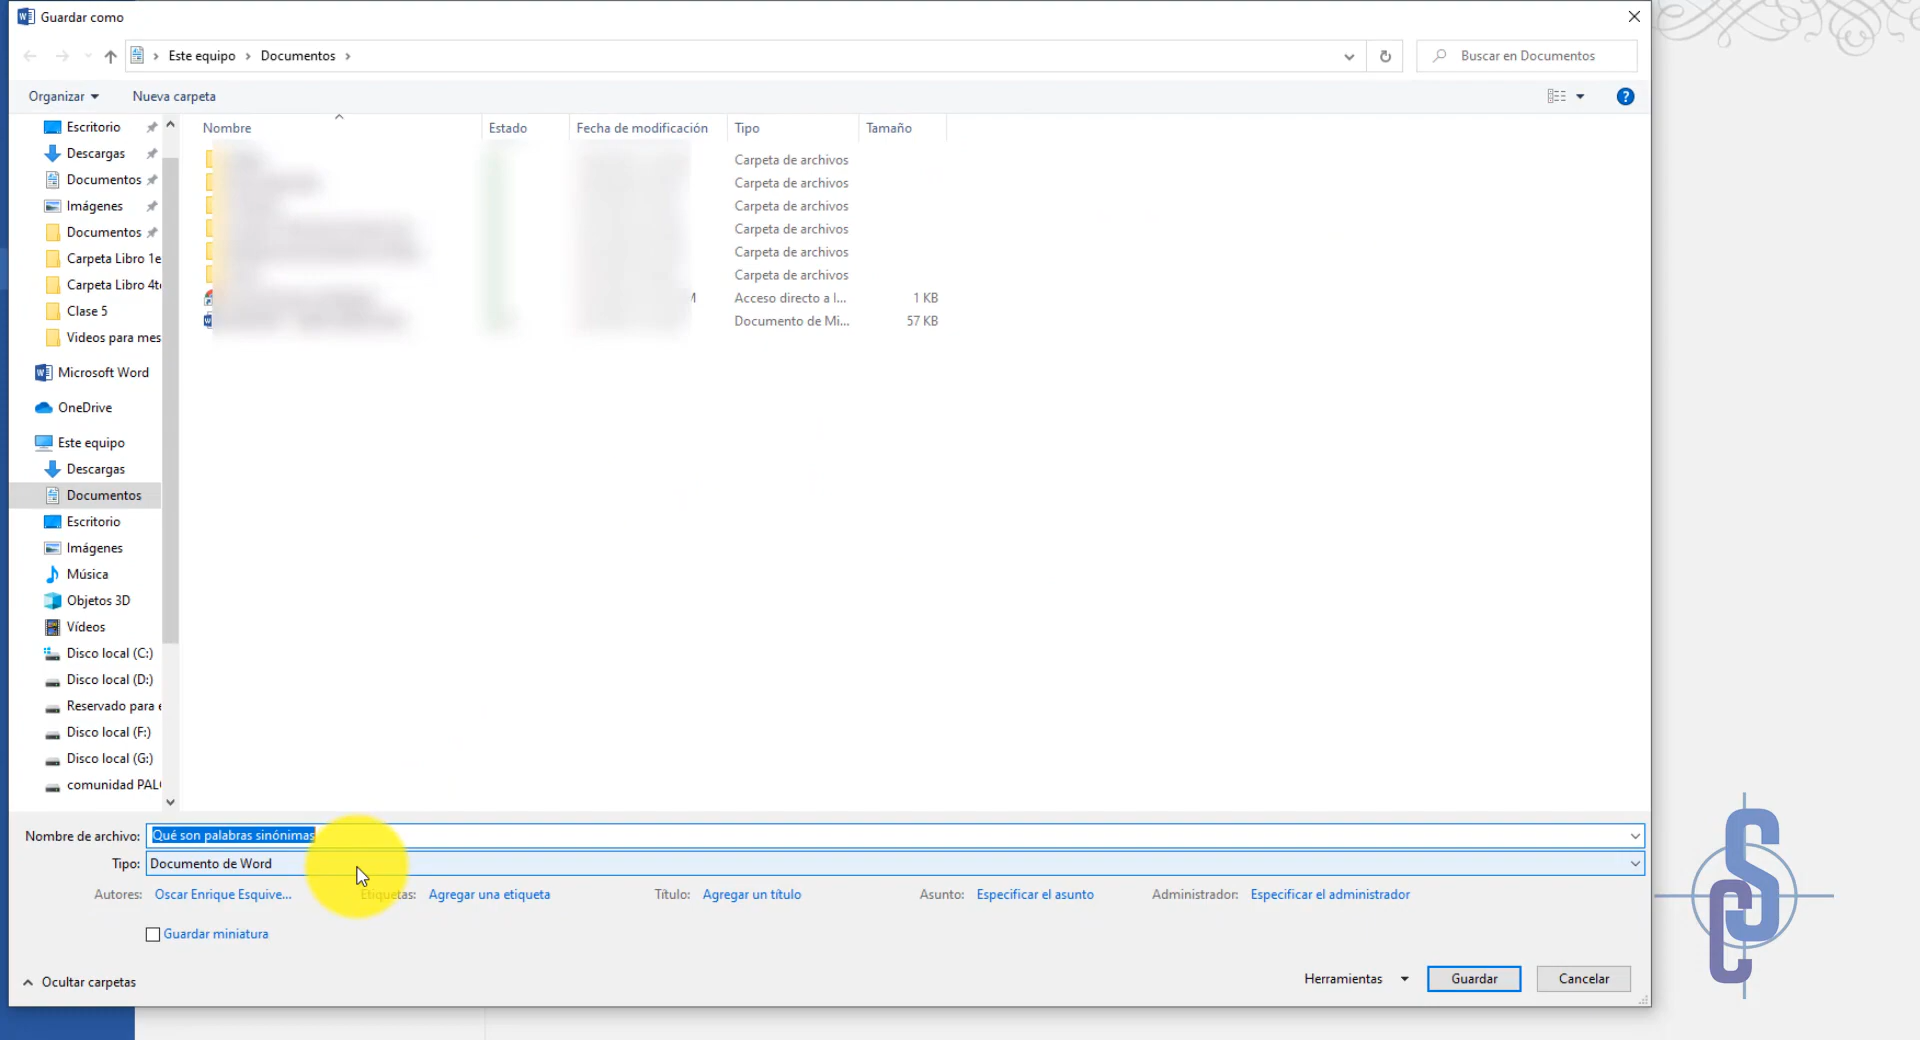 Guardar como
Este equipo > Documentos >
Buscar en Documentos
Organizar
Nueva carpeta
Nombre
Estado
Fecha de modificación
Tipo
Tamaño
Escritorio
Descargas
Documentos
Imágenes
Documentos
Carpeta Libro 1e
Carpeta Libro 4t
Clase 5
Videos para mes
Microsoft Word
OneDrive
Este equipo
Descargas
Documentos
Escritorio
Imágenes
Música
Objetos 3D
Vídeos
Disco local (C:)
Disco local (D:)
Reservado para e
Disco local (F:)
Disco local (G:)
comunidad PAL
Carpeta de archivos
Carpeta de archivos
Carpeta de archivos
Carpeta de archivos
Carpeta de archivos
Carpeta de archivos
Acceso directo a l... 1 KB
Documento de Mi... 57 KB
Nombre de archivo: Qué son palabras sinónimas
Tipo: Documento de Word
Autores: Oscar Enrique Esquive... Etiquetas: Agregar una etiqueta Título: Agregar un título Asunto: Especificar el asunto Administrador: Especificar el administrador
Guardar miniatura
Ocultar carpetas
Herramientas
Guardar
Cancelar
SC